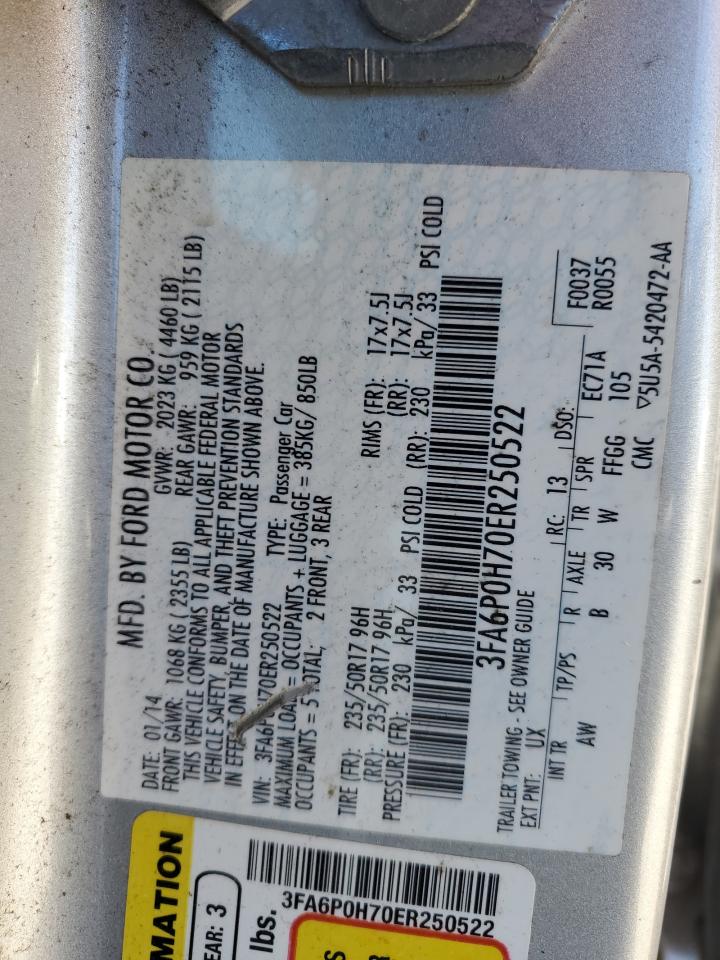 MFD. BY FORD MOTOR CO.
DATE: 01/14 GVWR: 2023 KG ( 4460 LB)
FRONT GAWR: 1068 KG ( 2355 LB) REAR GAWR: 959 KG ( 2115 LB)
THIS VEHICLE CONFORMS TO ALL APPLICABLE FEDERAL MOTOR
VEHICLE SAFETY, BUMPER, AND THEFT PREVENTION STANDARDS
IN EFFECT ON THE DATE OF MANUFACTURE SHOWN ABOVE.
VIN: 3FA6P0H70ER250522 TYPE: Passenger Car
MAXIMUM LOAD = OCCUPANTS + LUGGAGE = 385KG/ 850LB
OCCUPANTS = 5 TOTAL, 2 FRONT, 3 REAR
TIRE (FR): 235/50R17 96H RIMS (FR): 17x7.5J
(RR): 235/50R17 96H (RR): 17x7.5J
PRESSURE (FR): 230 kPa/ 33 PSI COLD (RR): 230 kPa/ 33 PSI COLD
3FA6P0H70ER250522
TRAILER TOWING - SEE OWNER GUIDE
EXT PNT: UX RC: 13 DSO: F0037
INT TR TP/PS R AXLE TR SPR EC71A R0055
AW B 30 W FFGG 105
CMC ▽5U5A-5420472-AA
MATION
EAR: 3
lbs.
3FA6P0H70ER250522